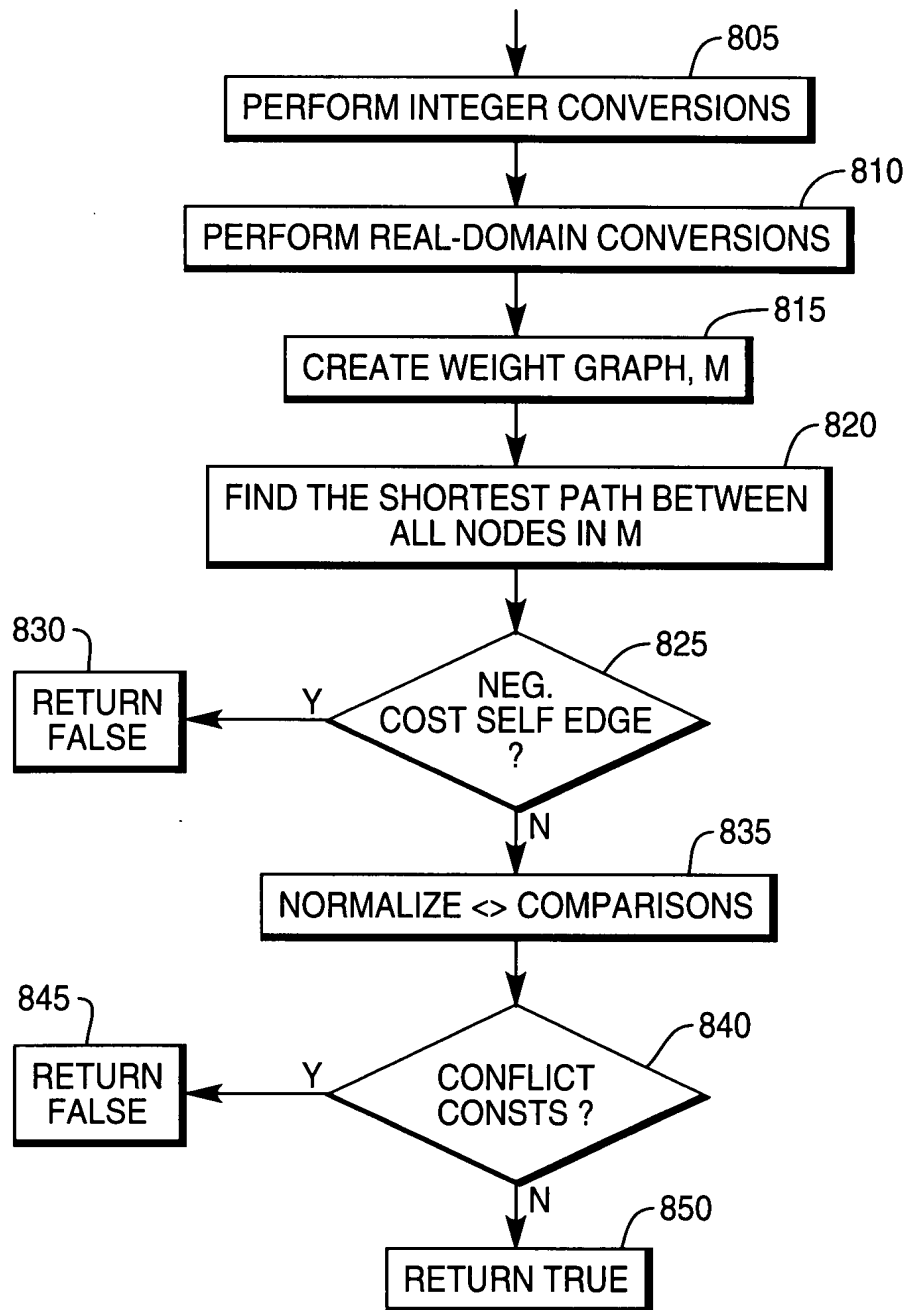 805
PERFORM INTEGER CONVERSIONS
810
PERFORM REAL-DOMAIN CONVERSIONS
815
CREATE WEIGHT GRAPH, M
820
FIND THE SHORTEST PATH BETWEEN
ALL NODES IN M
830
825
RETURN
FALSE
Y
NEG.
COST SELF EDGE
?
N
835
NORMALIZE <> COMPARISONS
845
840
RETURN
FALSE
Y
CONFLICT
CONSTS ?
N
850
RETURN TRUE